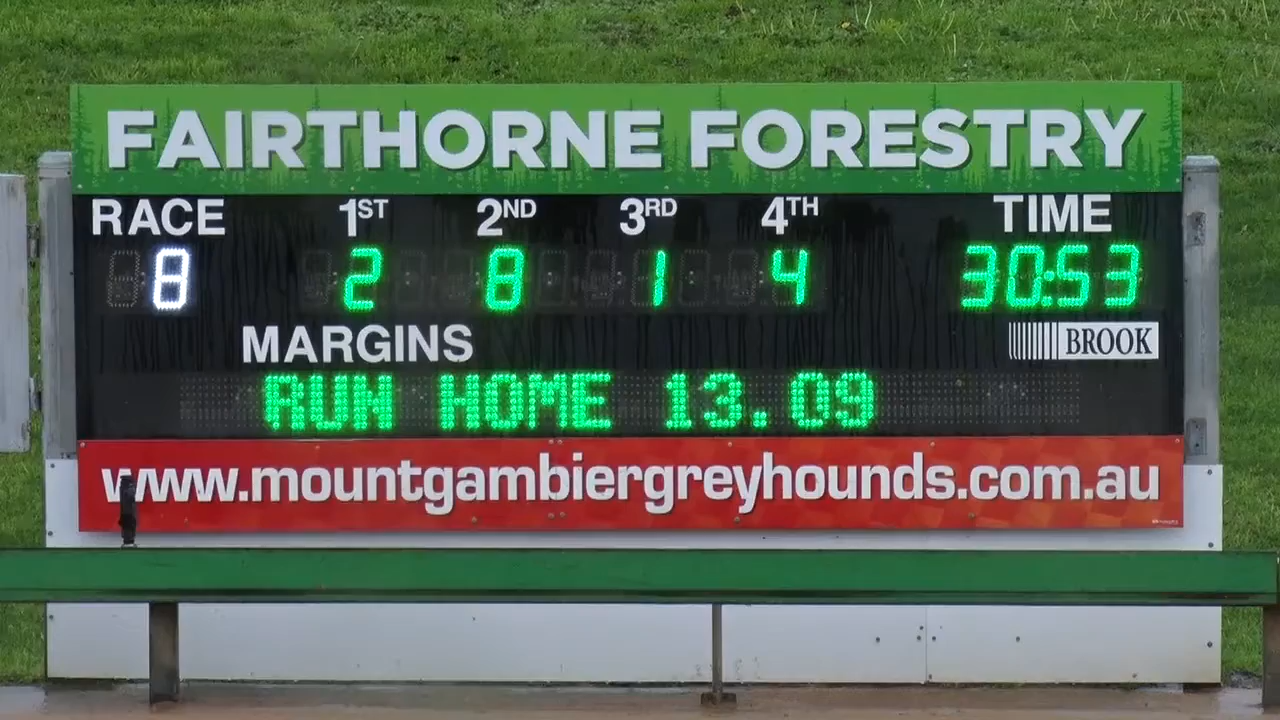 FAIRTHORNE FORESTRY
RACE 1ST 2ND 3RD 4TH TIME
8 2 8 1 4 30:53
MARGINS BROOK
RUN HOME 13.09
www.mountgambiergreyhounds.com.au